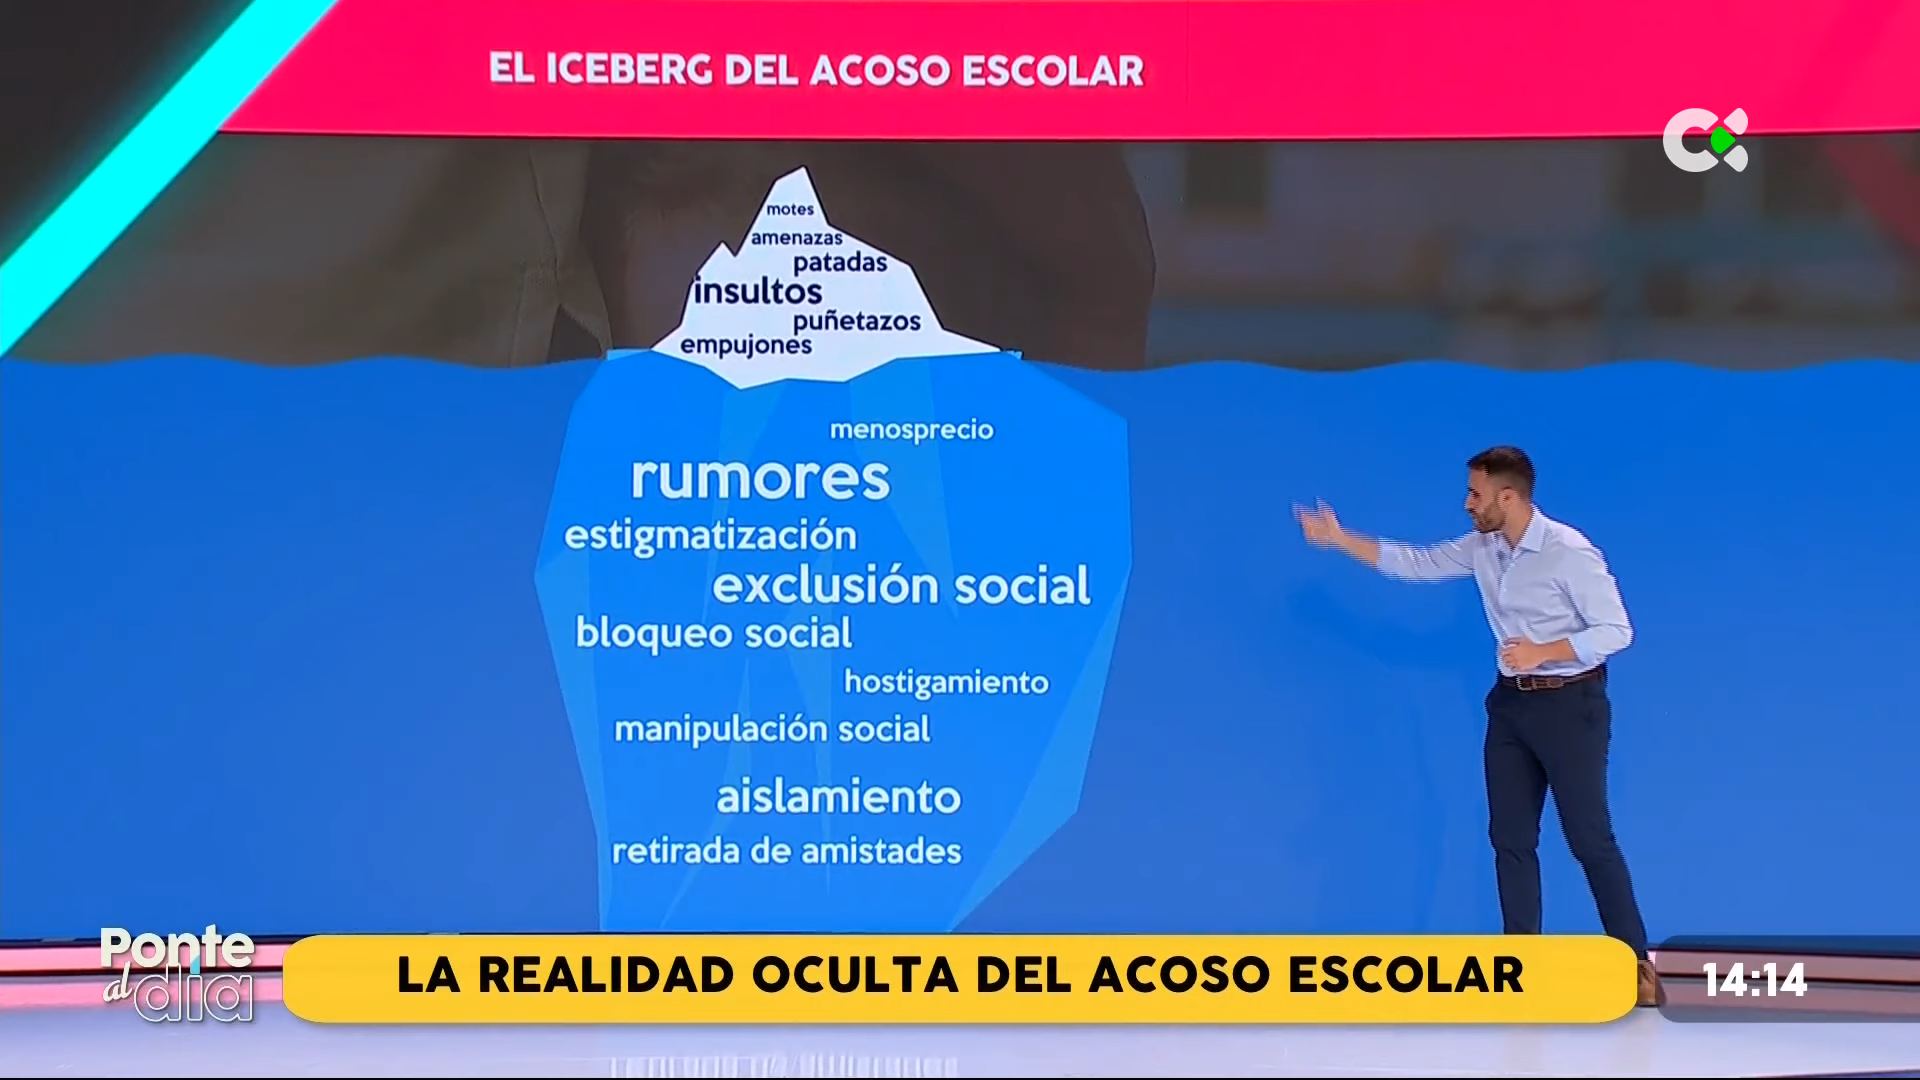 EL ICEBERG DEL ACOSO ESCOLAR
motes
amenazas
patadas
insultos
puñetazos
empujones
menosprecio
rumores
estigmatización
exclusión social
bloqueo social
hostigamiento
manipulación social
aislamiento
retirada de amistades
Ponte
al día
LA REALIDAD OCULTA DEL ACOSO ESCOLAR
14:14